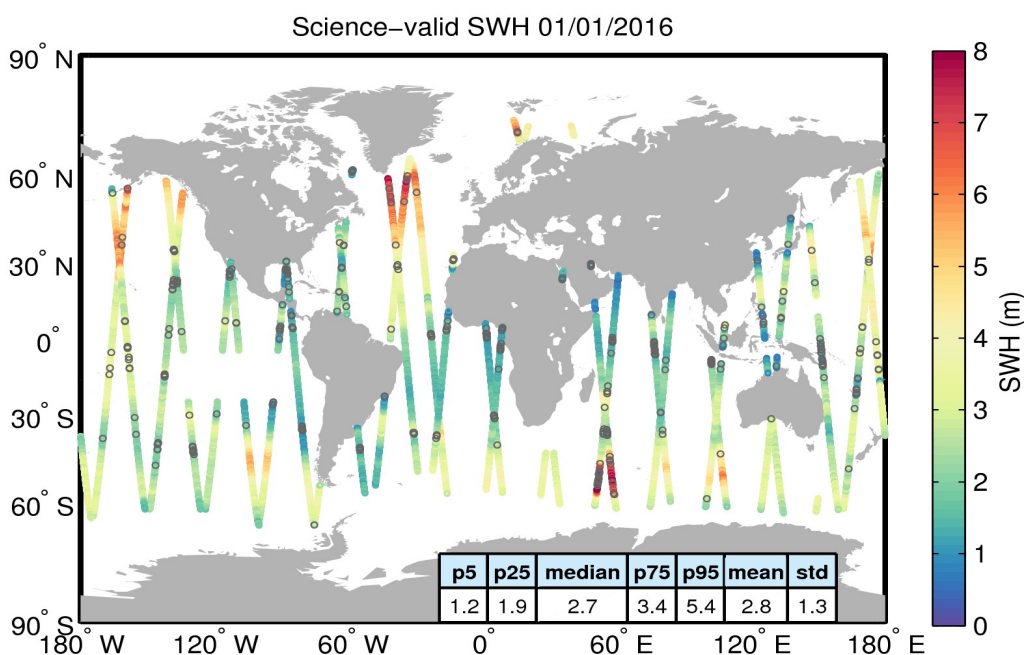 Science−valid SWH 01/01/2016
90° N
60° N
30° N
0°
30° S
60° S
90° S
180° W
120° W
60° W
0°
60° E
120° E
180° E
p5 p25 median p75 p95 mean std
1.2 1.9 2.7 3.4 5.4 2.8 1.3
8
7
6
5
4
3
2
1
0
SWH (m)